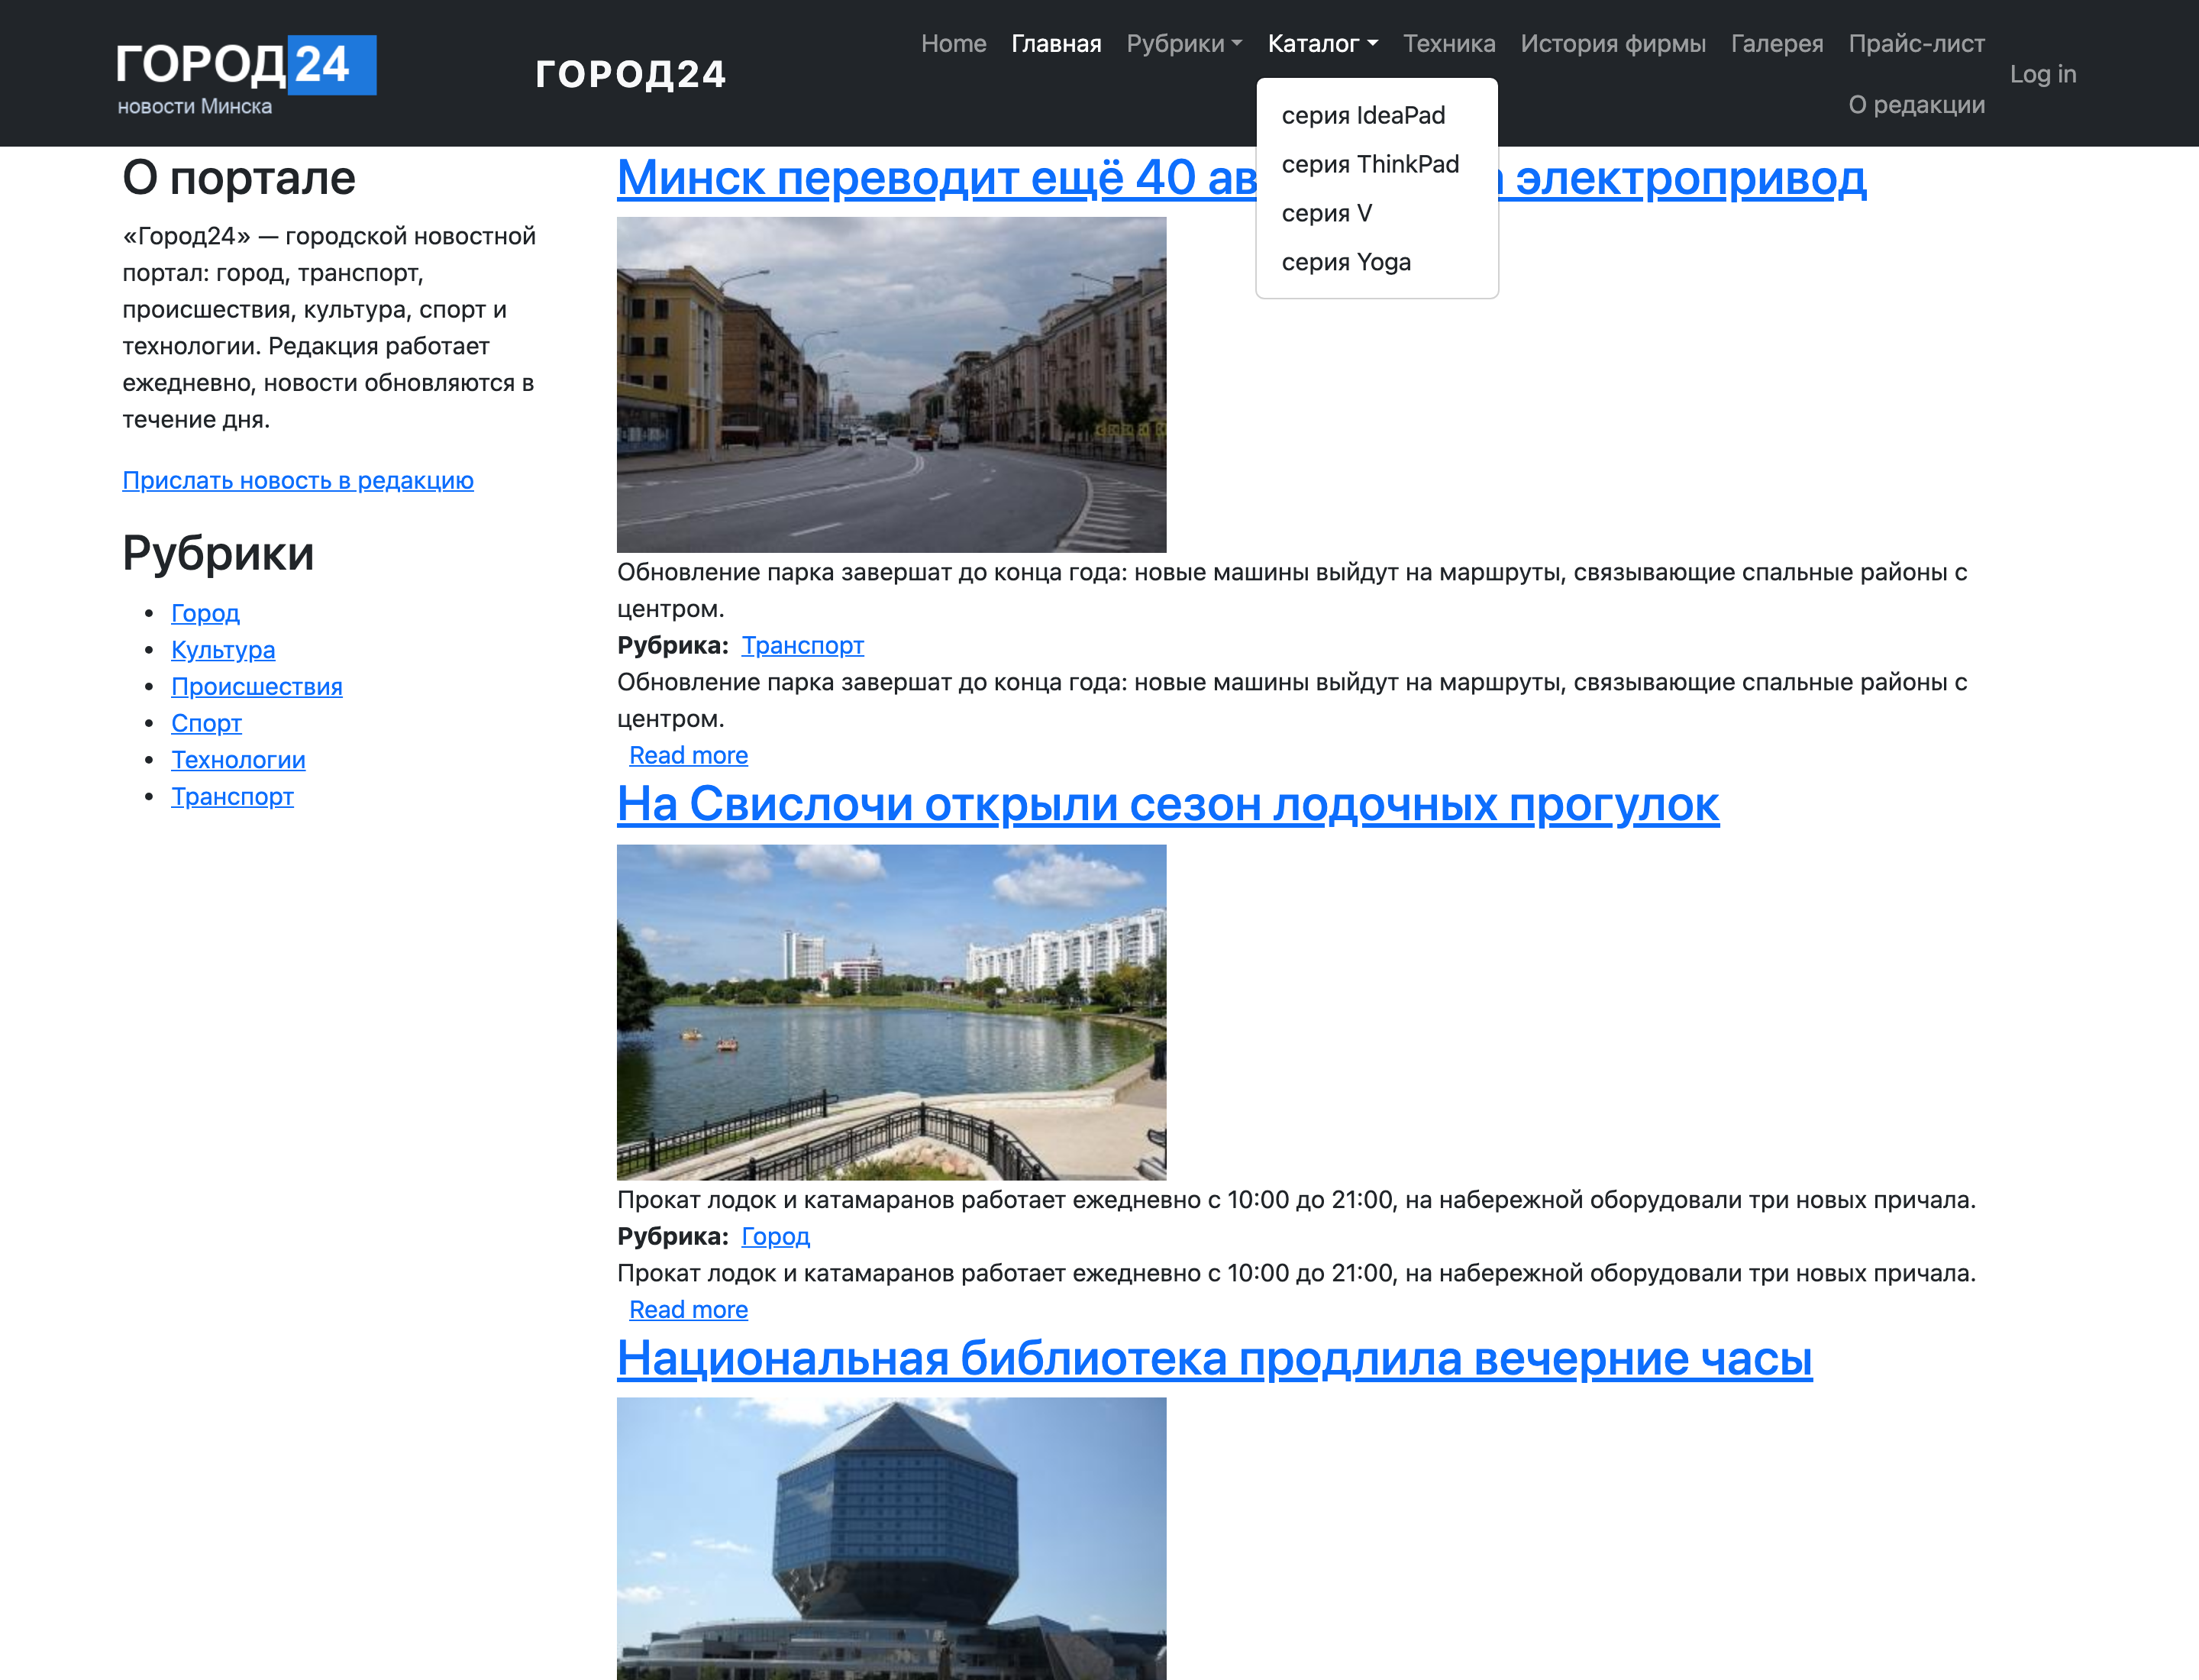 ГОРОД24
новости Минска
ГОРОД24
Home Главная Рубрики Каталог Техника История фирмы Галерея Прайс-лист
О редакции
Log in
серия IdeaPad
серия ThinkPad
серия V
серия Yoga
О портале
«Город24» — городской новостной
портал: город, транспорт,
происшествия, культура, спорт и
технологии. Редакция работает
ежедневно, новости обновляются в
течение дня.
Прислать новость в редакцию
Рубрики
Город
Культура
Происшествия
Спорт
Технологии
Транспорт
Минск переводит ещё 40 ав электропривод
Обновление парка завершат до конца года: новые машины выйдут на маршруты, связывающие спальные районы с
центром.
Рубрика: Транспорт
Обновление парка завершат до конца года: новые машины выйдут на маршруты, связывающие спальные районы с
центром.
Read more
На Свислочи открыли сезон лодочных прогулок
Прокат лодок и катамаранов работает ежедневно с 10:00 до 21:00, на набережной оборудовали три новых причала.
Рубрика: Город
Прокат лодок и катамаранов работает ежедневно с 10:00 до 21:00, на набережной оборудовали три новых причала.
Read more
Национальная библиотека продлила вечерние часы